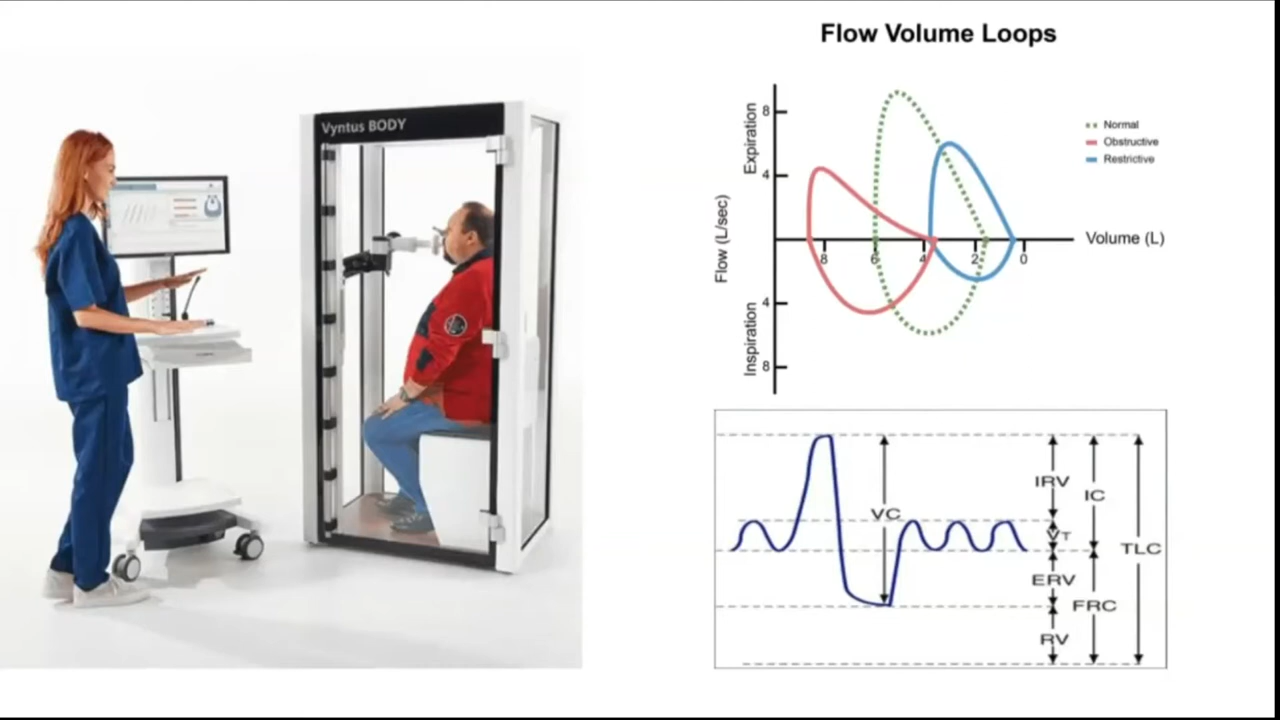 Vyntus BODY
Flow Volume Loops
Expiration
Flow (L/sec)
Inspiration
8
4
4
8
8
6
4
2
0
Volume (L)
Normal
Obstructive
Restrictive
VC
IRV
IC
VT
TLC
ERV
FRC
RV